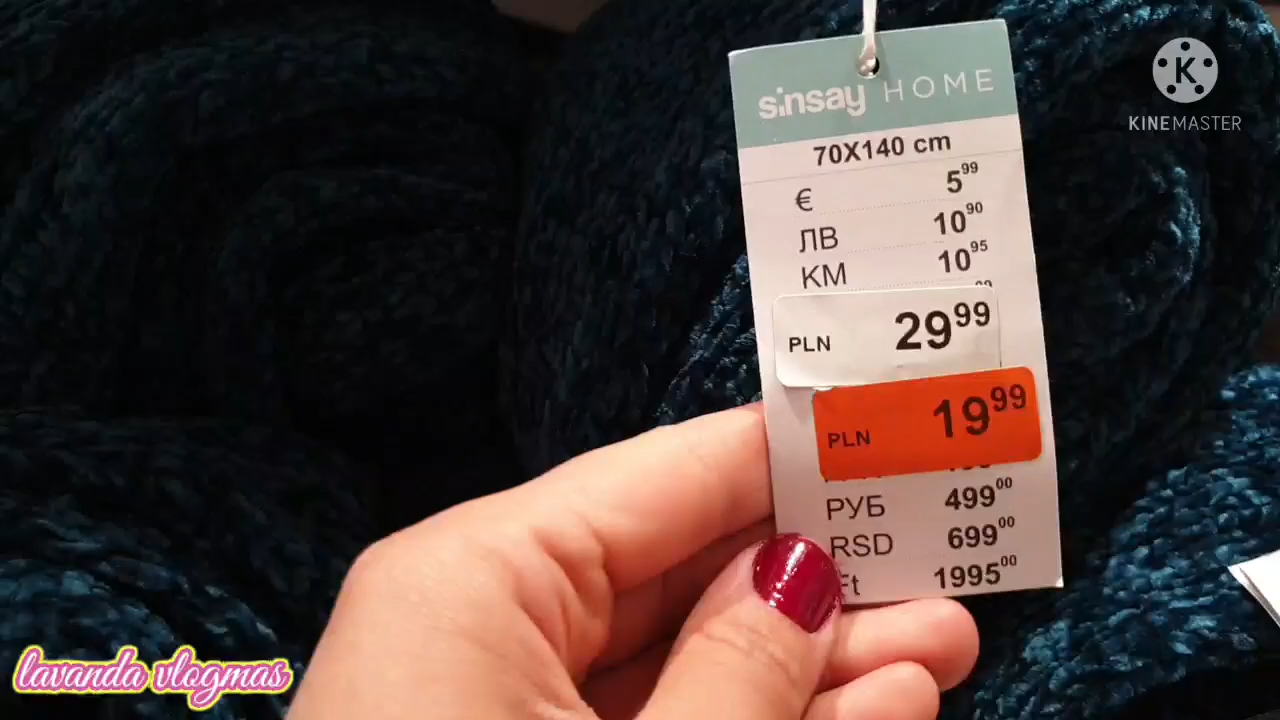 sinsay HOME
70X140 cm
€ 5⁹⁹
ЛВ 10⁹⁰
KM 10⁹⁵
PLN 29⁹⁹
PLN 19⁹⁹
РУБ 499⁰⁰
RSD 699⁰⁰
Ft 1995⁰⁰
K
KINEMASTER
lavanda vlogmas